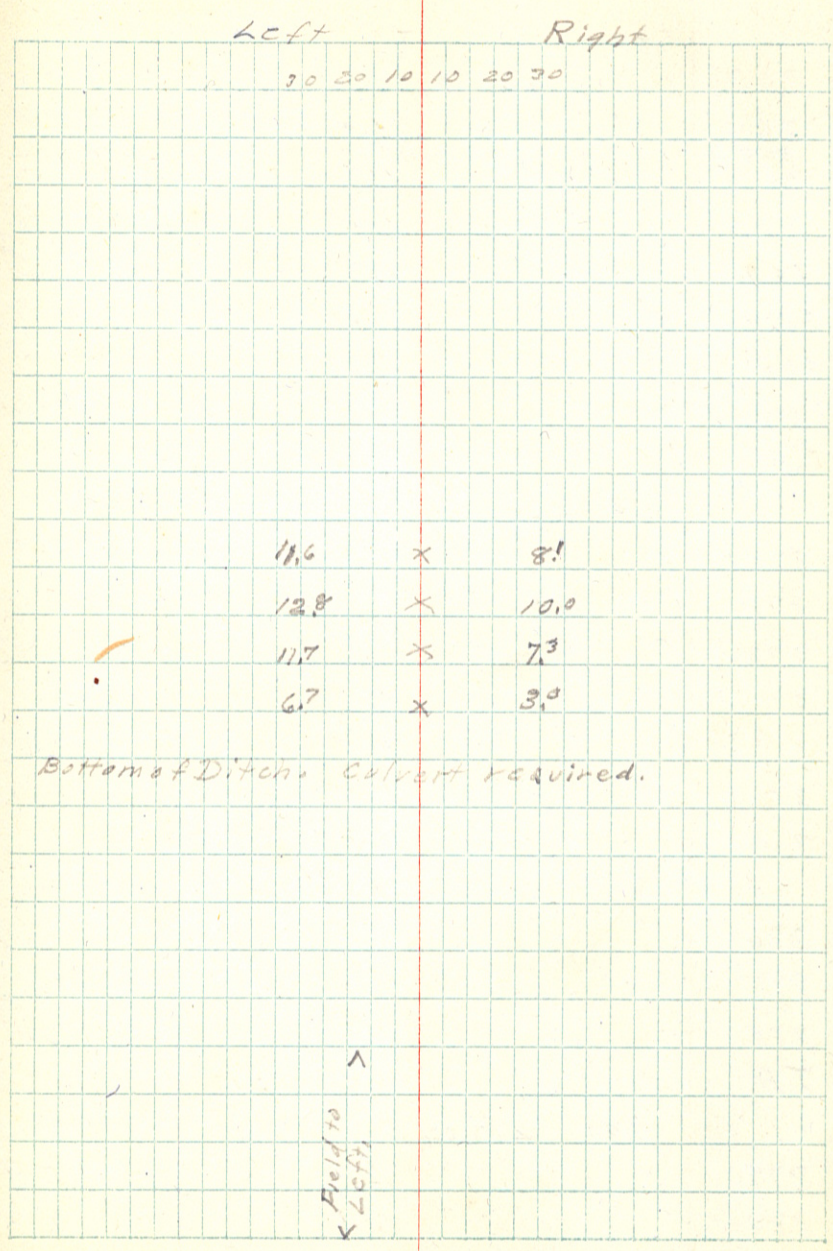 Left Right
30 20 10 10 20 30
11.6 × 8.1
12.8 × 10.0
11.7 × 7.3
6.7 × 3.0
Bottom of Ditch. Culvert required.
< Field to
Left, >